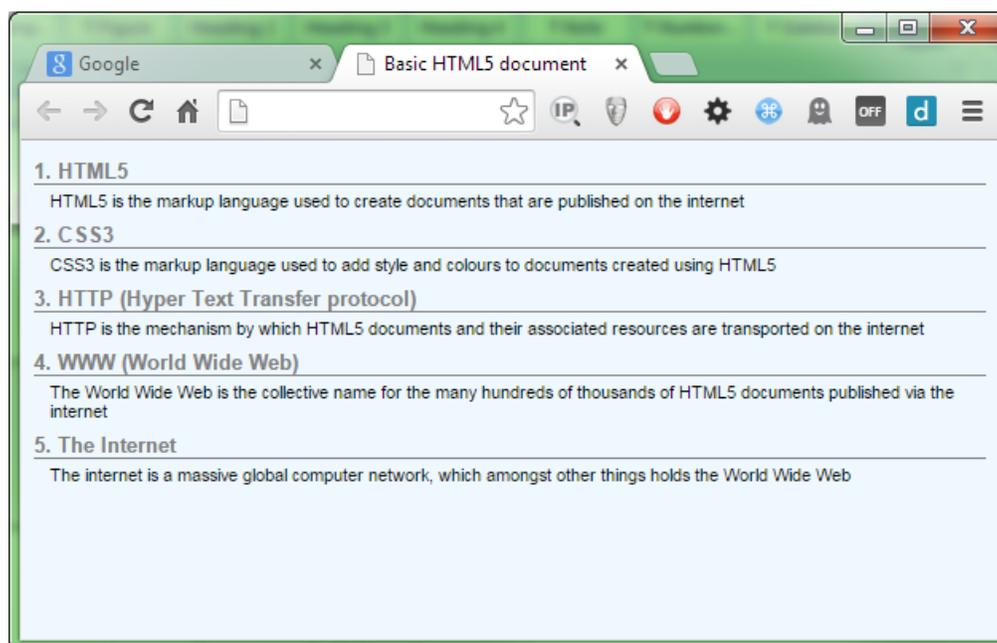 Google
Basic HTML5 document
IP
OFF
d
1. HTML5
HTML5 is the markup language used to create documents that are published on the internet
2. CSS3
CSS3 is the markup language used to add style and colours to documents created using HTML5
3. HTTP (Hyper Text Transfer protocol)
HTTP is the mechanism by which HTML5 documents and their associated resources are transported on the internet
4. WWW (World Wide Web)
The World Wide Web is the collective name for the many hundreds of thousands of HTML5 documents published via the
internet
5. The Internet
The internet is a massive global computer network, which amongst other things holds the World Wide Web